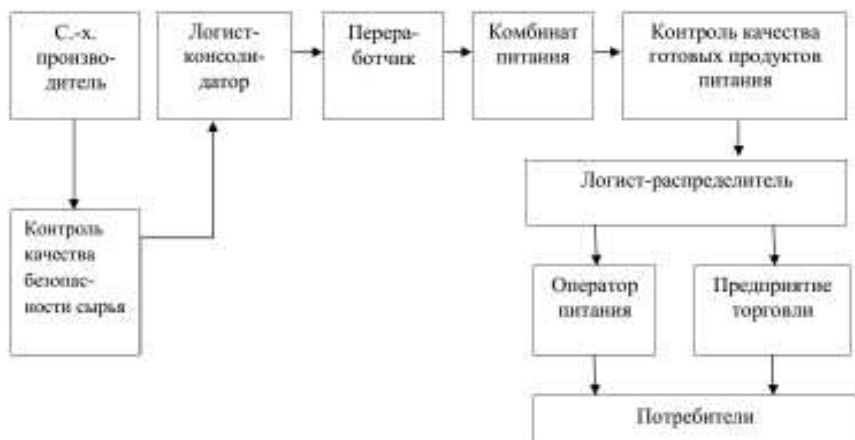 С.-х.
произво-
дитель
Логист-
консоли-
датор
Перера-
ботчик
Комбинат
питания
Контроль качества
готовых продуктов
питания
Логист-распределитель
Контроль
качества
безопас-
ности сырья
Оператор
питания
Предприятие
торговли
Потребители